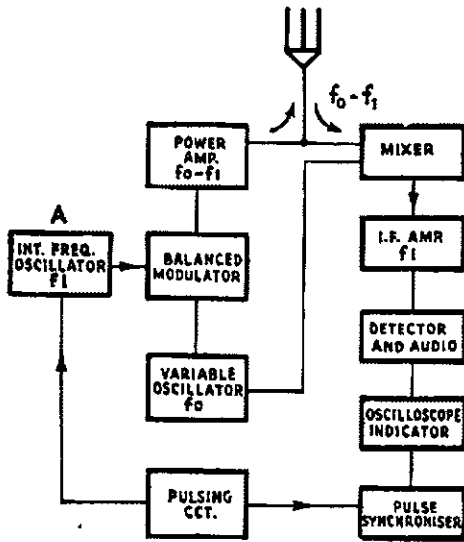 f0-f1
POWER
AMP.
f0-f1
MIXER
A
INT. FREQ.
OSCILLATOR
f1
BALANCED
MODULATOR
I.F. AMP.
f1
DETECTOR
AND AUDIO
VARIABLE
OSCILLATOR
f0
OSCILLOSCOPE
INDICATOR
PULSING
CCT.
PULSE
SYNCHRONISER